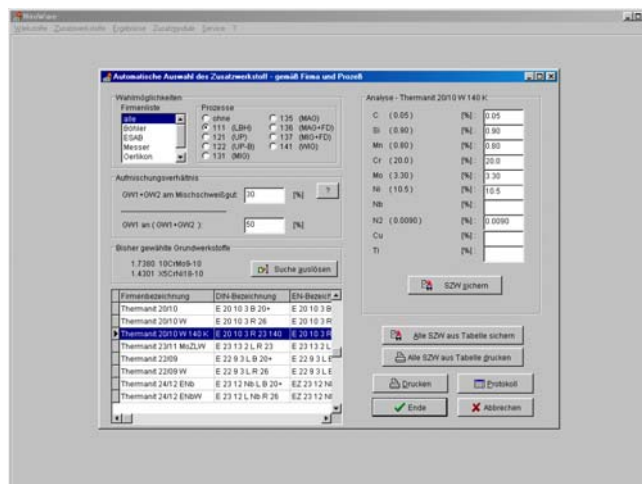 Werkstoffe Zusatzwerkstoffe Ergebnisse Zusatzmodule Service ?
Automatische Auswahl des Zusatzwerkstoff - gemäß Firma und Prozeß
Wahlmöglichkeiten
Firmenliste
alle
Böhler
ESAB
Messer
Oerlikon
Prozesse
ohne
111 (LBH)
121 (UP)
122 (UP-B)
131 (MIG)
135 (MAG)
136 (MAG+FD)
137 (MIG+FD)
141 (WIG)
Aufmischungsverhältnis
GW1+GW2 am Mischschweißgut: 30 [%] ?
GW1 an (GW1+GW2 ): 50 [%]
Bisher gewählte Grundwerkstoffe
1.7380 10CrMo9-10
1.4301 X5CrNi18-10
Suche auslösen
Firmenbezeichnung DIN-Bezeichnung EN-Bezeich
Thermanit 20/10 E 20 10 3 B 20+ E 20 10 3 B
Thermanit 20/10 W E 20 10 3 R 26 E 20 10 3 R
Thermanit 20/10 W 140 K E 20 10 3 R 23 140 E 20 10 3 R
Thermanit 23/11 MoZLW E 23 13 2 L R 23 E 23 13 2 L
Thermanit 22/09 E 22 9 3 L B 20+ E 22 9 3 L B
Thermanit 22/09 W E 22 9 3 L R 26 E 22 9 3 L R
Thermanit 24/12 ENb E 23 12 Nb L B 20+ EZ 23 12 N
Thermanit 24/12 ENbW E 23 12 L Nb R 26 EZ 23 12 N
Analyse - Thermanit 20/10 W 140 K
C ( 0.05 ) [%] : 0.05
Si ( 0.90 ) [%] : 0.90
Mn ( 0.80 ) [%] : 0.80
Cr ( 20.0 ) [%] : 20.0
Mo ( 3.30 ) [%] : 3.30
Ni ( 10.5 ) [%] : 10.5
Nb [%] :
N2 ( 0.0090 ) [%] : 0.0090
Cu [%] :
Ti [%] :
SZW sichern
Alle SZW aus Tabelle sichern
Alle SZW aus Tabelle drucken
Drucken Protokoll
Ende Abbrechen